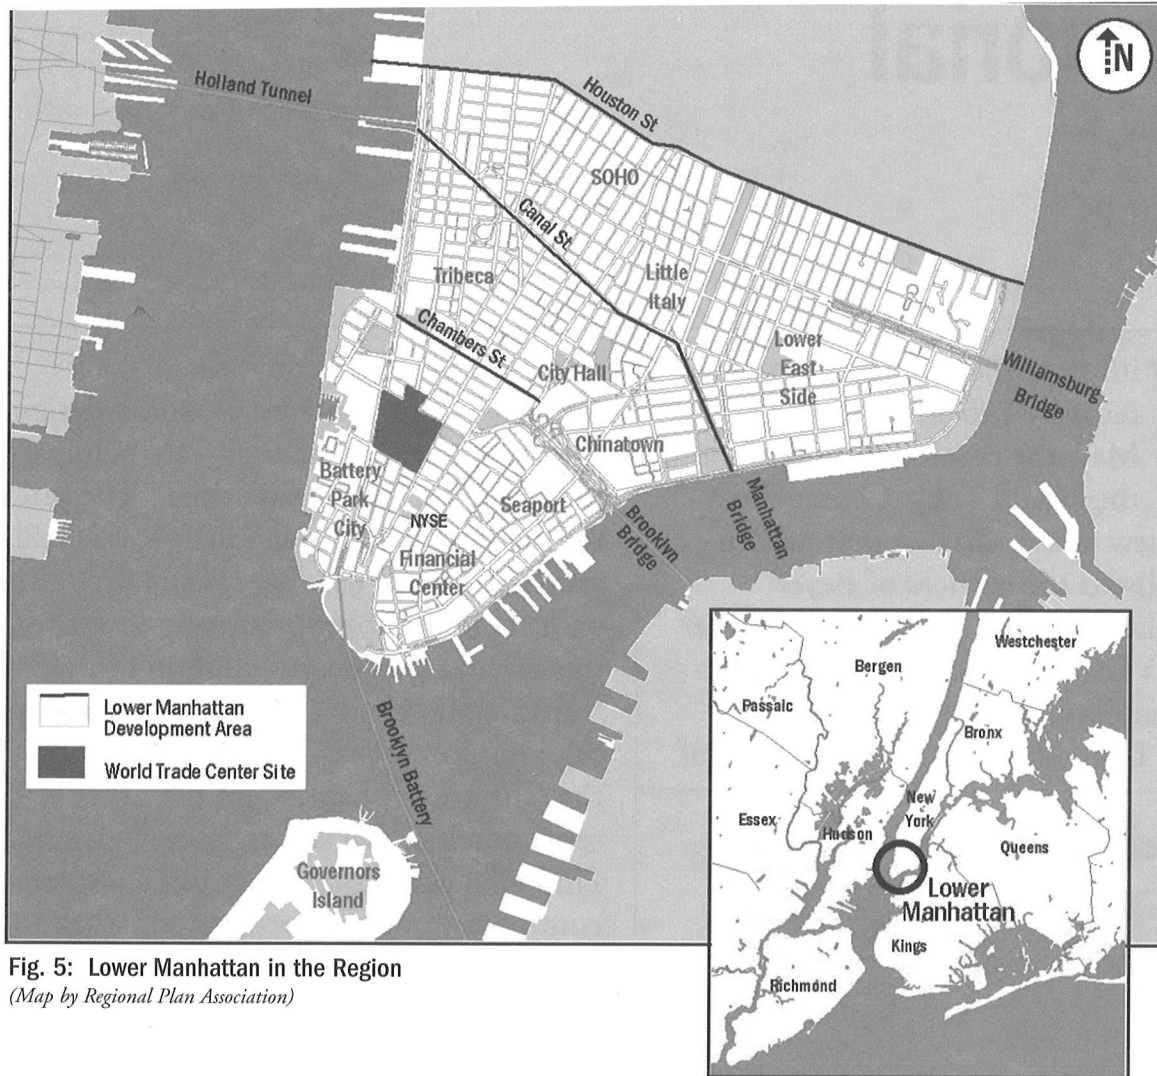 N
Holland Tunnel
Houston St
SOHO
Canal St
Tribeca
Little
Italy
Chambers St
City Hall
Lower
East
Side
Williamsburg
Bridge
Chinatown
Battery
Park
City
Seaport
NYSE
Financial
Center
Brooklyn
Bridge
Manhattan
Bridge
Lower Manhattan
Development Area
World Trade Center Site
Brooklyn Battery
Governors
Island
Westchester
Bergen
Passaic
Bronx
New
York
Essex
Hudson
Queens
Lower
Manhattan
Kings
Richmond
Fig. 5: Lower Manhattan in the Region
(Map by Regional Plan Association)